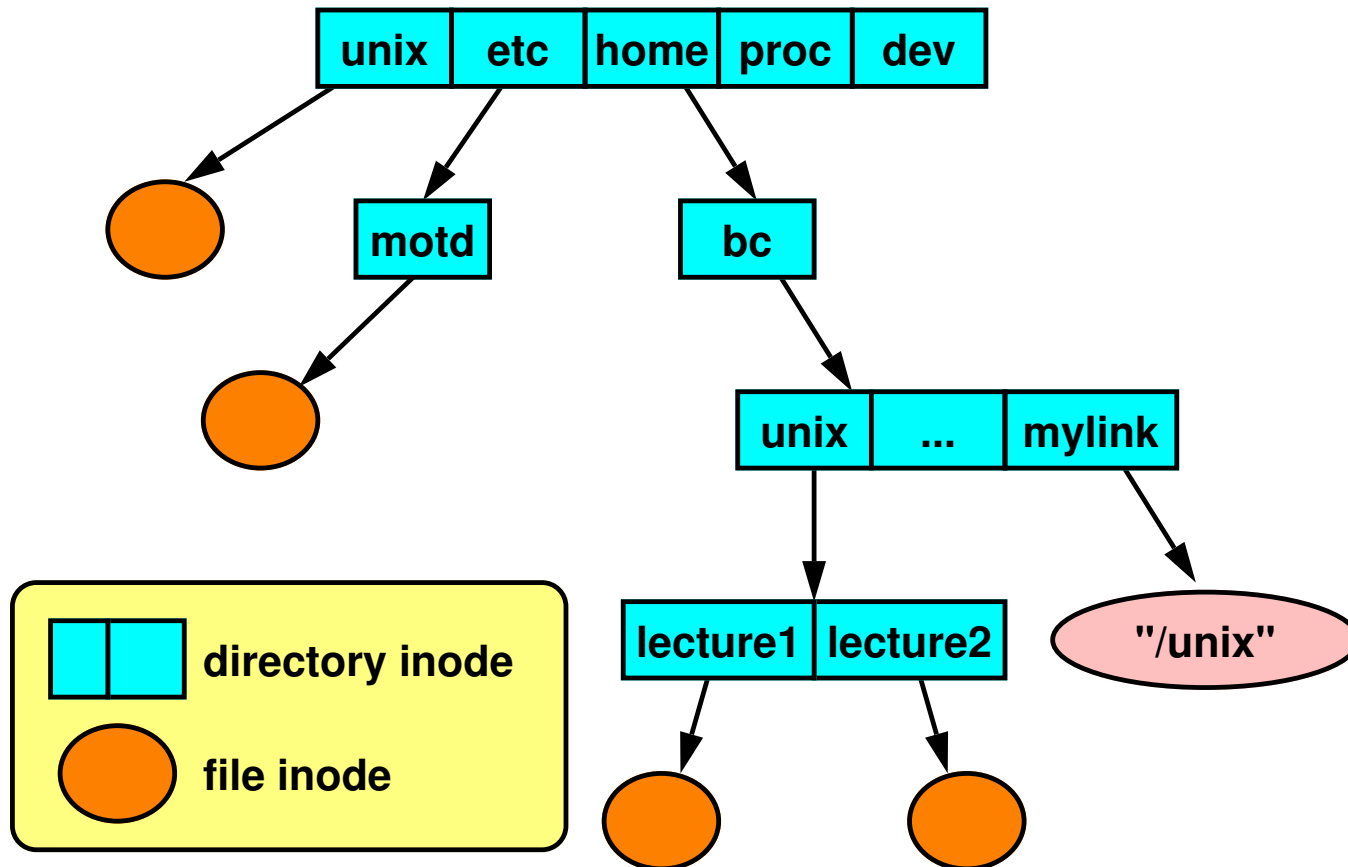 unix etc home proc dev
motd bc
unix ... mylink
lecture1 lecture2 "/unix"
directory inode
file inode